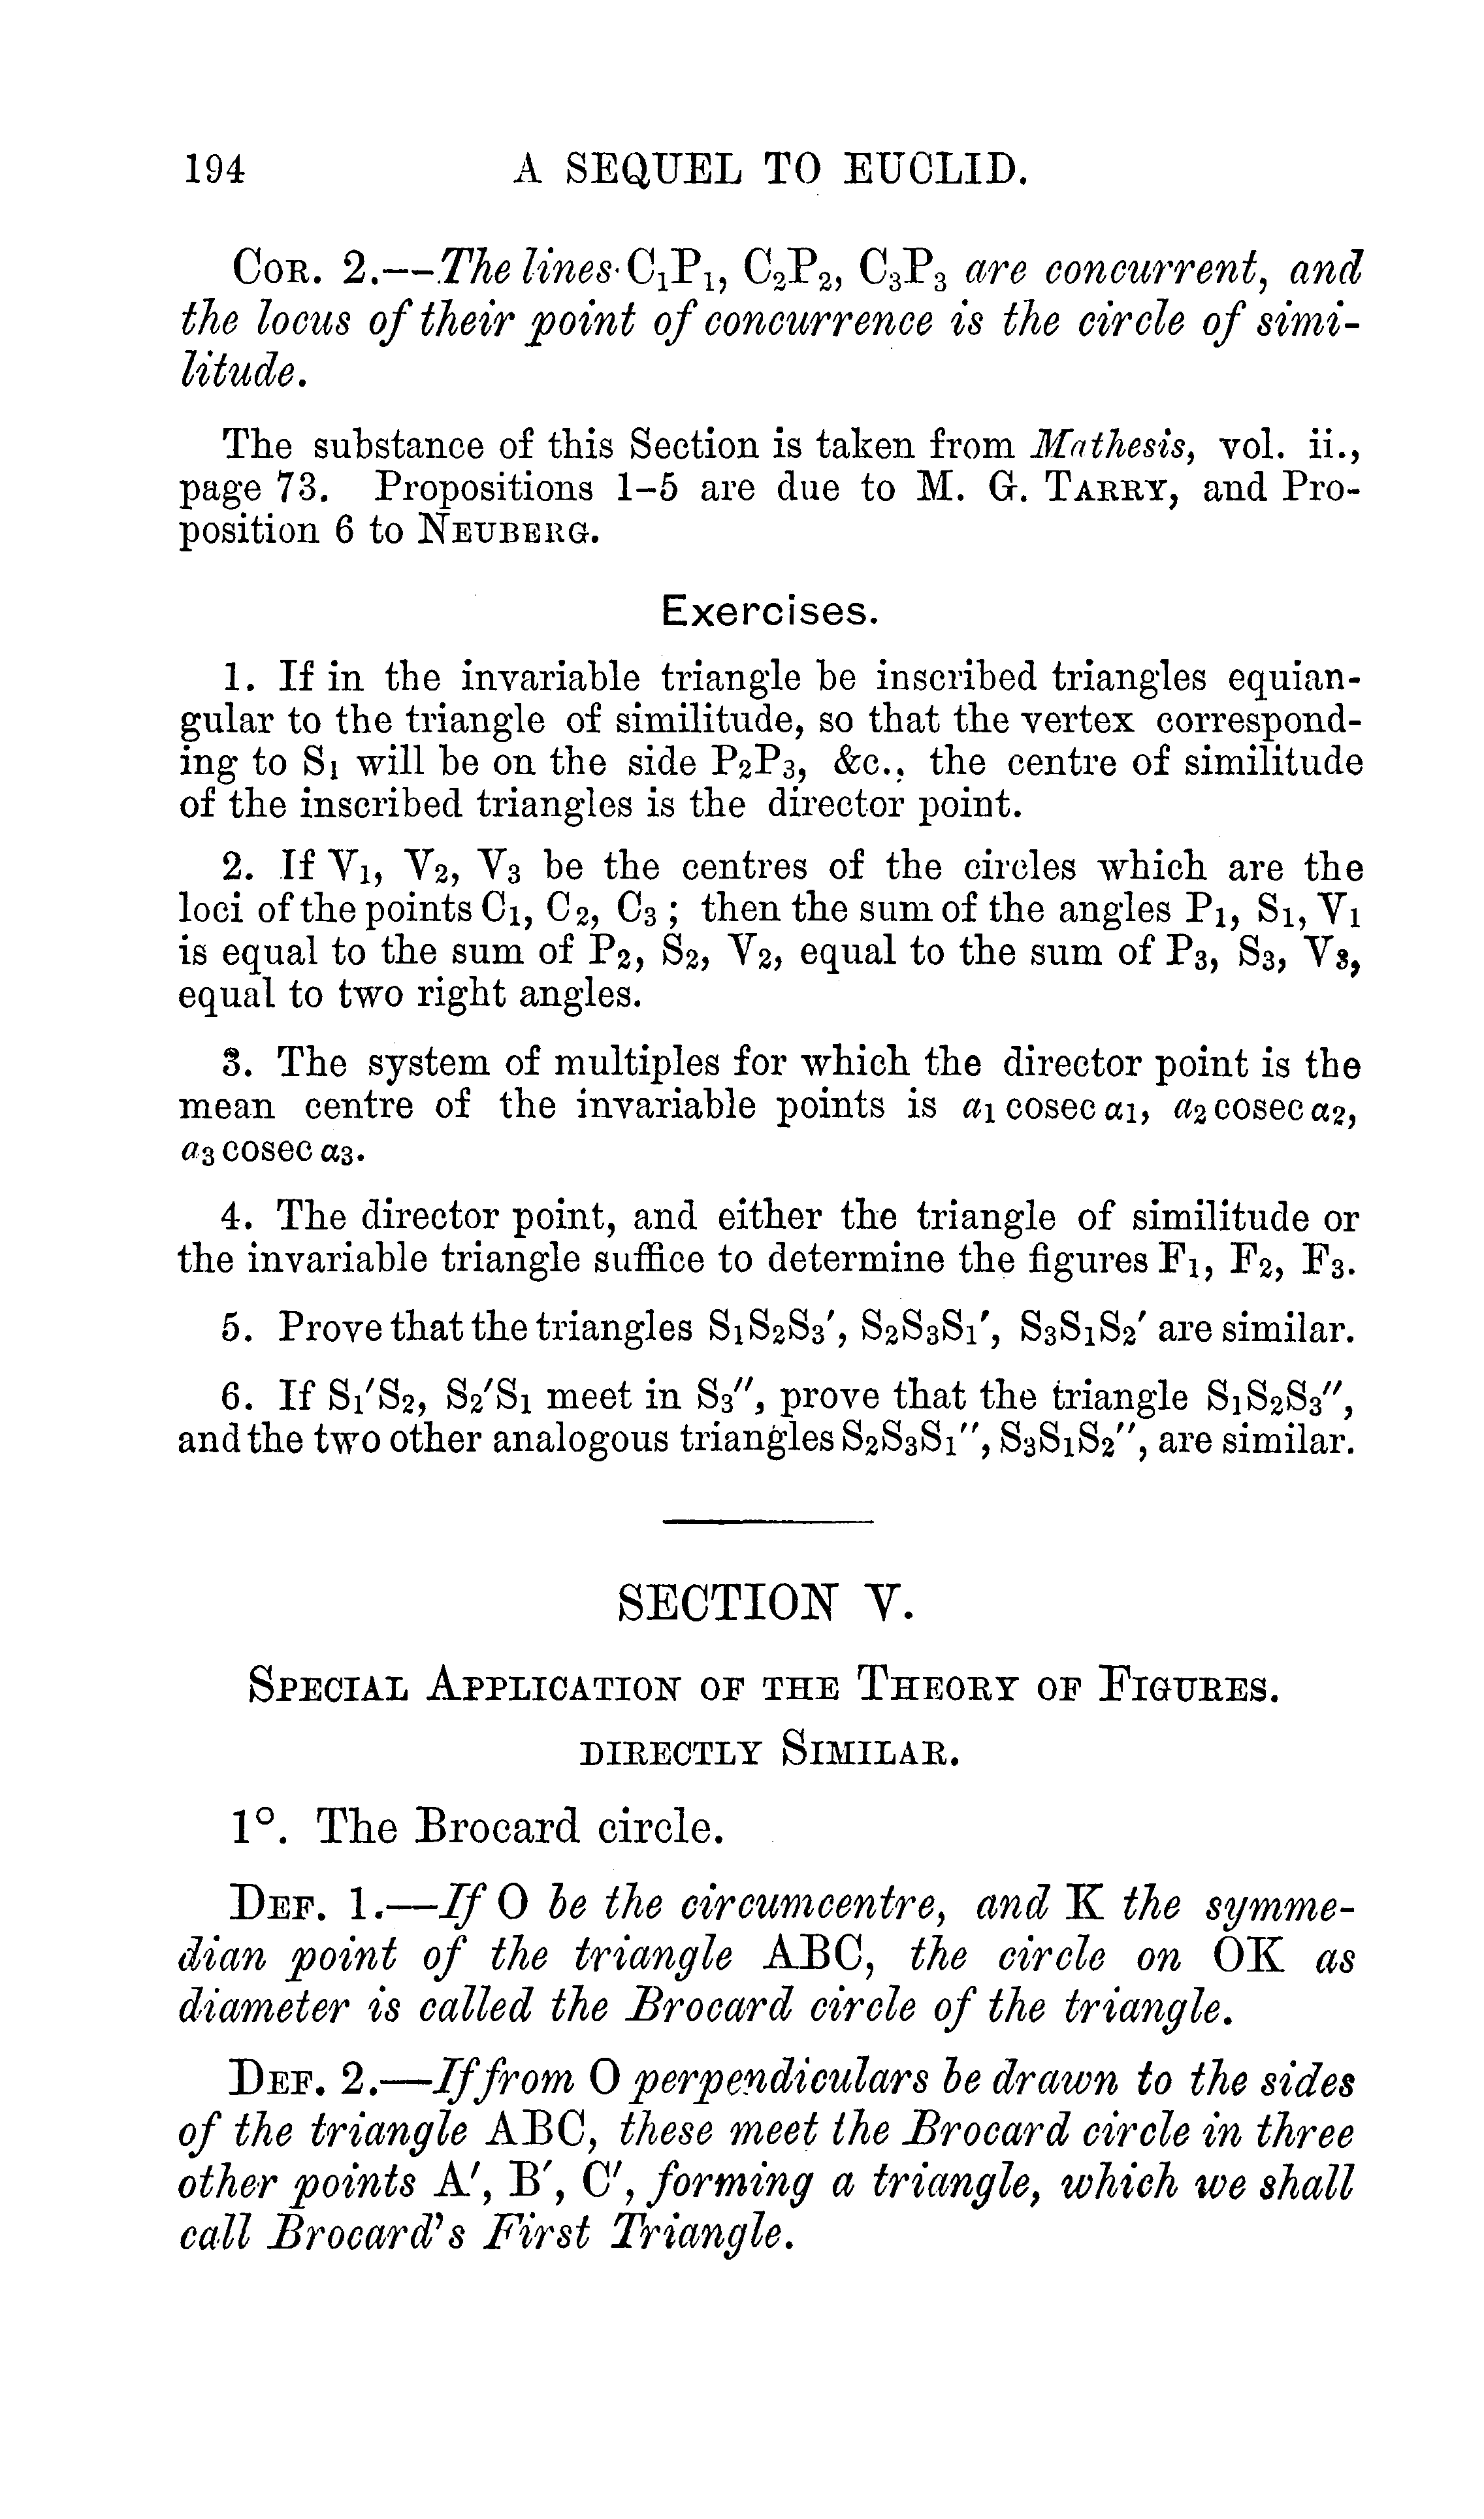 194 A SEQUEL TO EUCLID.
Cor. 2.--The lines C₁P₁, C₂P₂, C₃P₃ are concurrent, and
the locus of their point of concurrence is the circle of simi-
litude.
The substance of this Section is taken from Mathesis, vol. ii.,
page 73. Propositions 1–5 are due to M. G. Tarry, and Pro-
position 6 to Neuberg.
Exercises.
1. If in the invariable triangle be inscribed triangles equian-
gular to the triangle of similitude, so that the vertex correspond-
ing to S₁ will be on the side P₂P₃, &c., the centre of similitude
of the inscribed triangles is the director point.
2. If V₁, V₂, V₃ be the centres of the circles which are the
loci of the points C₁, C₂, C₃; then the sum of the angles P₁, S₁, V₁
is equal to the sum of P₂, S₂, V₂, equal to the sum of P₃, S₃, V₃,
equal to two right angles.
3. The system of multiples for which the director point is the
mean centre of the invariable points is a₁ cosec α₁, a₂ cosec α₂,
a₃ cosec α₃.
4. The director point, and either the triangle of similitude or
the invariable triangle suffice to determine the figures F₁, F₂, F₃.
5. Prove that the triangles S₁S₂S₃′, S₂S₃S₁′, S₃S₁S₂′ are similar.
6. If S₁′S₂, S₂′S₁ meet in S₃″, prove that the triangle S₁S₂S₃″,
and the two other analogous triangles S₂S₃S₁″, S₃S₁S₂″, are similar.
SECTION V.
Special Application of the Theory of Figures.
directly Similar.
1°. The Brocard circle.
Def. 1.—If O be the circumcentre, and K the symme-
dian point of the triangle ABC, the circle on OK as
diameter is called the Brocard circle of the triangle.
Def. 2.—If from O perpendiculars be drawn to the sides
of the triangle ABC, these meet the Brocard circle in three
other points A′, B′, C′, forming a triangle, which we shall
call Brocard's First Triangle.